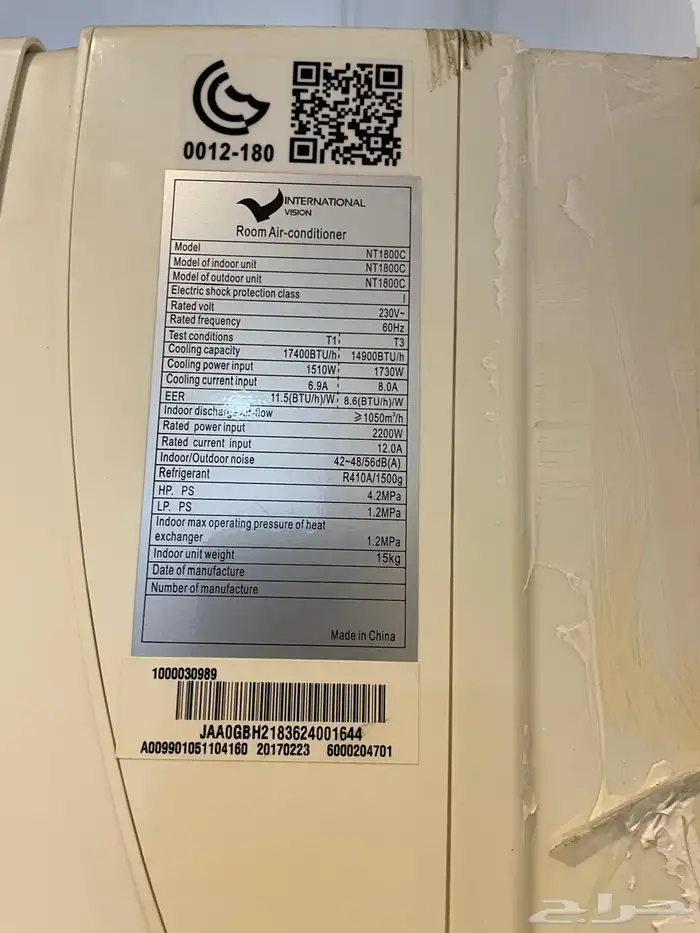 0012-180
INTERNATIONAL
VISION
Room Air-conditioner
Model NT1800C
Model of indoor unit NT1800C
Model of outdoor unit NT1800C
Electric shock protection class I
Rated volt 230V~
Rated frequency 60Hz
Test conditions T1 T3
Cooling capacity 17400BTU/h 14900BTU/h
Cooling power input 1510W 1730W
Cooling current input 6.9A 8.0A
EER 11.5(BTU/h)/W 8.6(BTU/h)/W
Indoor discharge air-flow ≥1050m³/h
Rated power input 2200W
Rated current input 12.0A
Indoor/Outdoor noise 42~48/56dB(A)
Refrigerant R410A/1500g
HP. PS 4.2MPa
LP. PS 1.2MPa
Indoor max operating pressure of heat
exchanger 1.2MPa
Indoor unit weight 15kg
Date of manufacture
Number of manufacture
Made in China
1000030989
JAA0GBH2183624001644
A009901051104160 20170223 6000204701
حراج